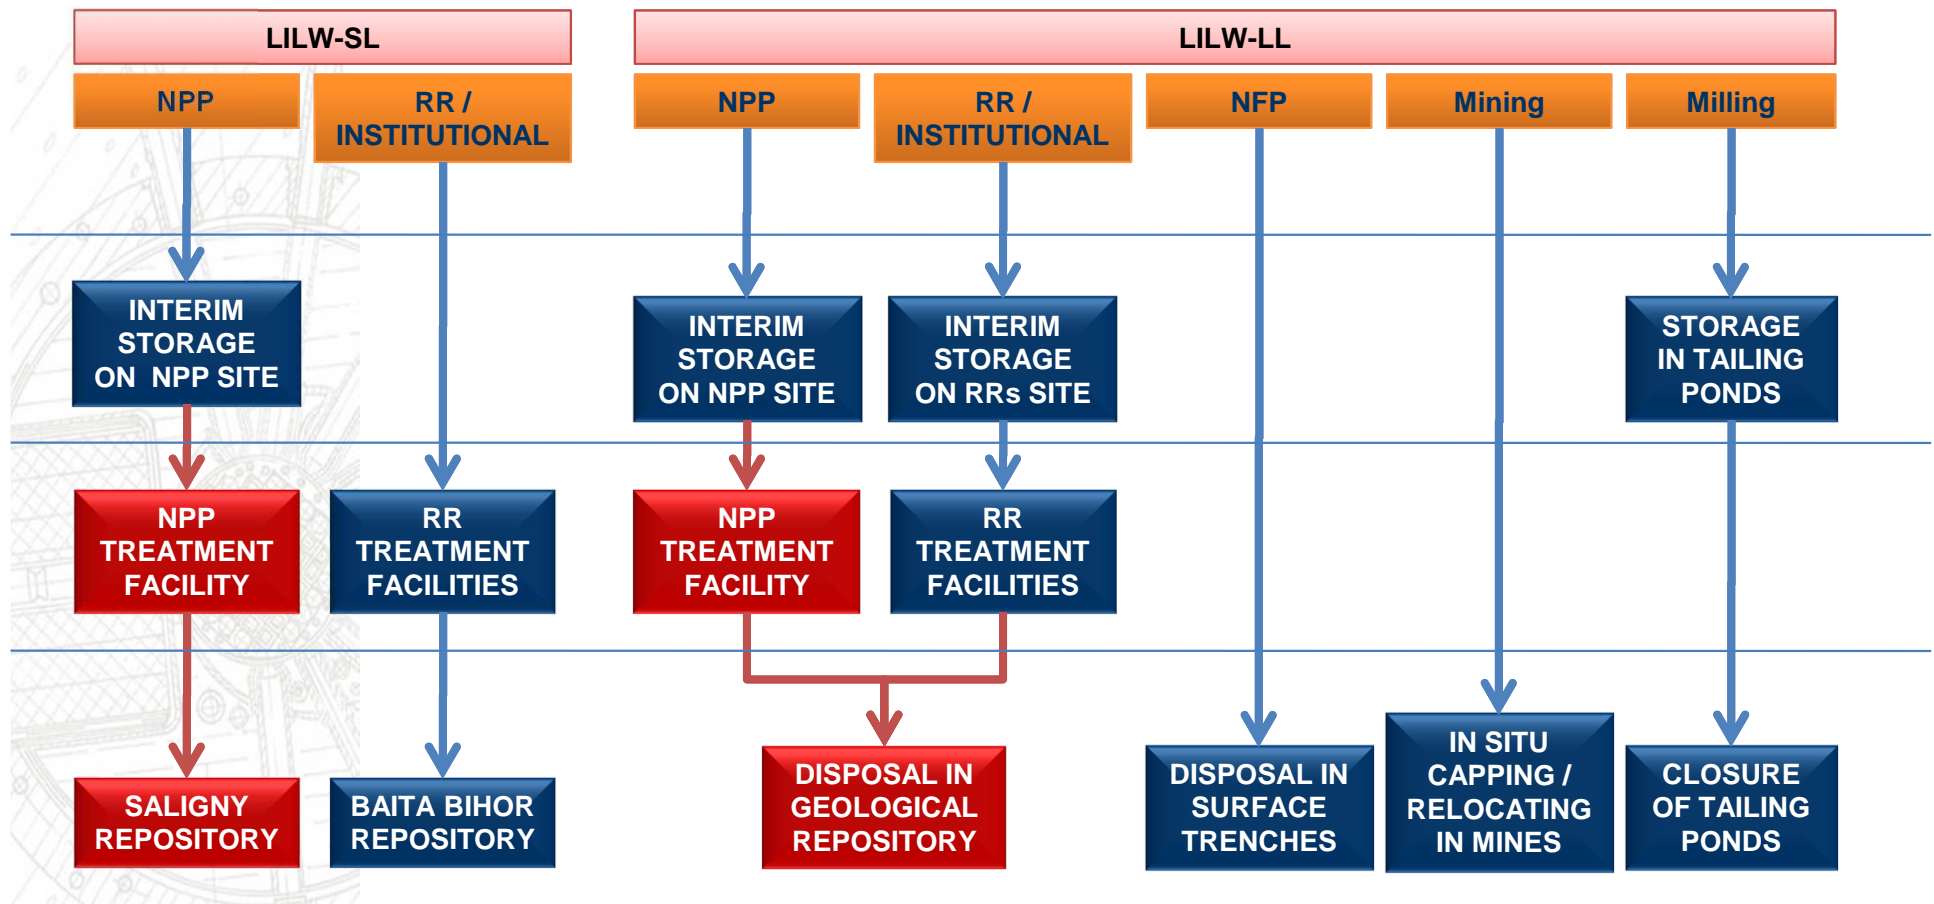 LILW-SL
LILW-LL
NPP
RR /
INSTITUTIONAL
NPP
RR /
INSTITUTIONAL
NFP
Mining
Milling
INTERIM
STORAGE
ON NPP SITE
INTERIM
STORAGE
ON NPP SITE
INTERIM
STORAGE
ON RRs SITE
STORAGE
IN TAILING
PONDS
NPP
TREATMENT
FACILITY
RR
TREATMENT
FACILITIES
NPP
TREATMENT
FACILITY
RR
TREATMENT
FACILITIES
SALIGNY
REPOSITORY
BAITA BIHOR
REPOSITORY
DISPOSAL IN
GEOLOGICAL
REPOSITORY
DISPOSAL IN
SURFACE
TRENCHES
IN SITU
CAPPING /
RELOCATING
IN MINES
CLOSURE
OF TAILING
PONDS